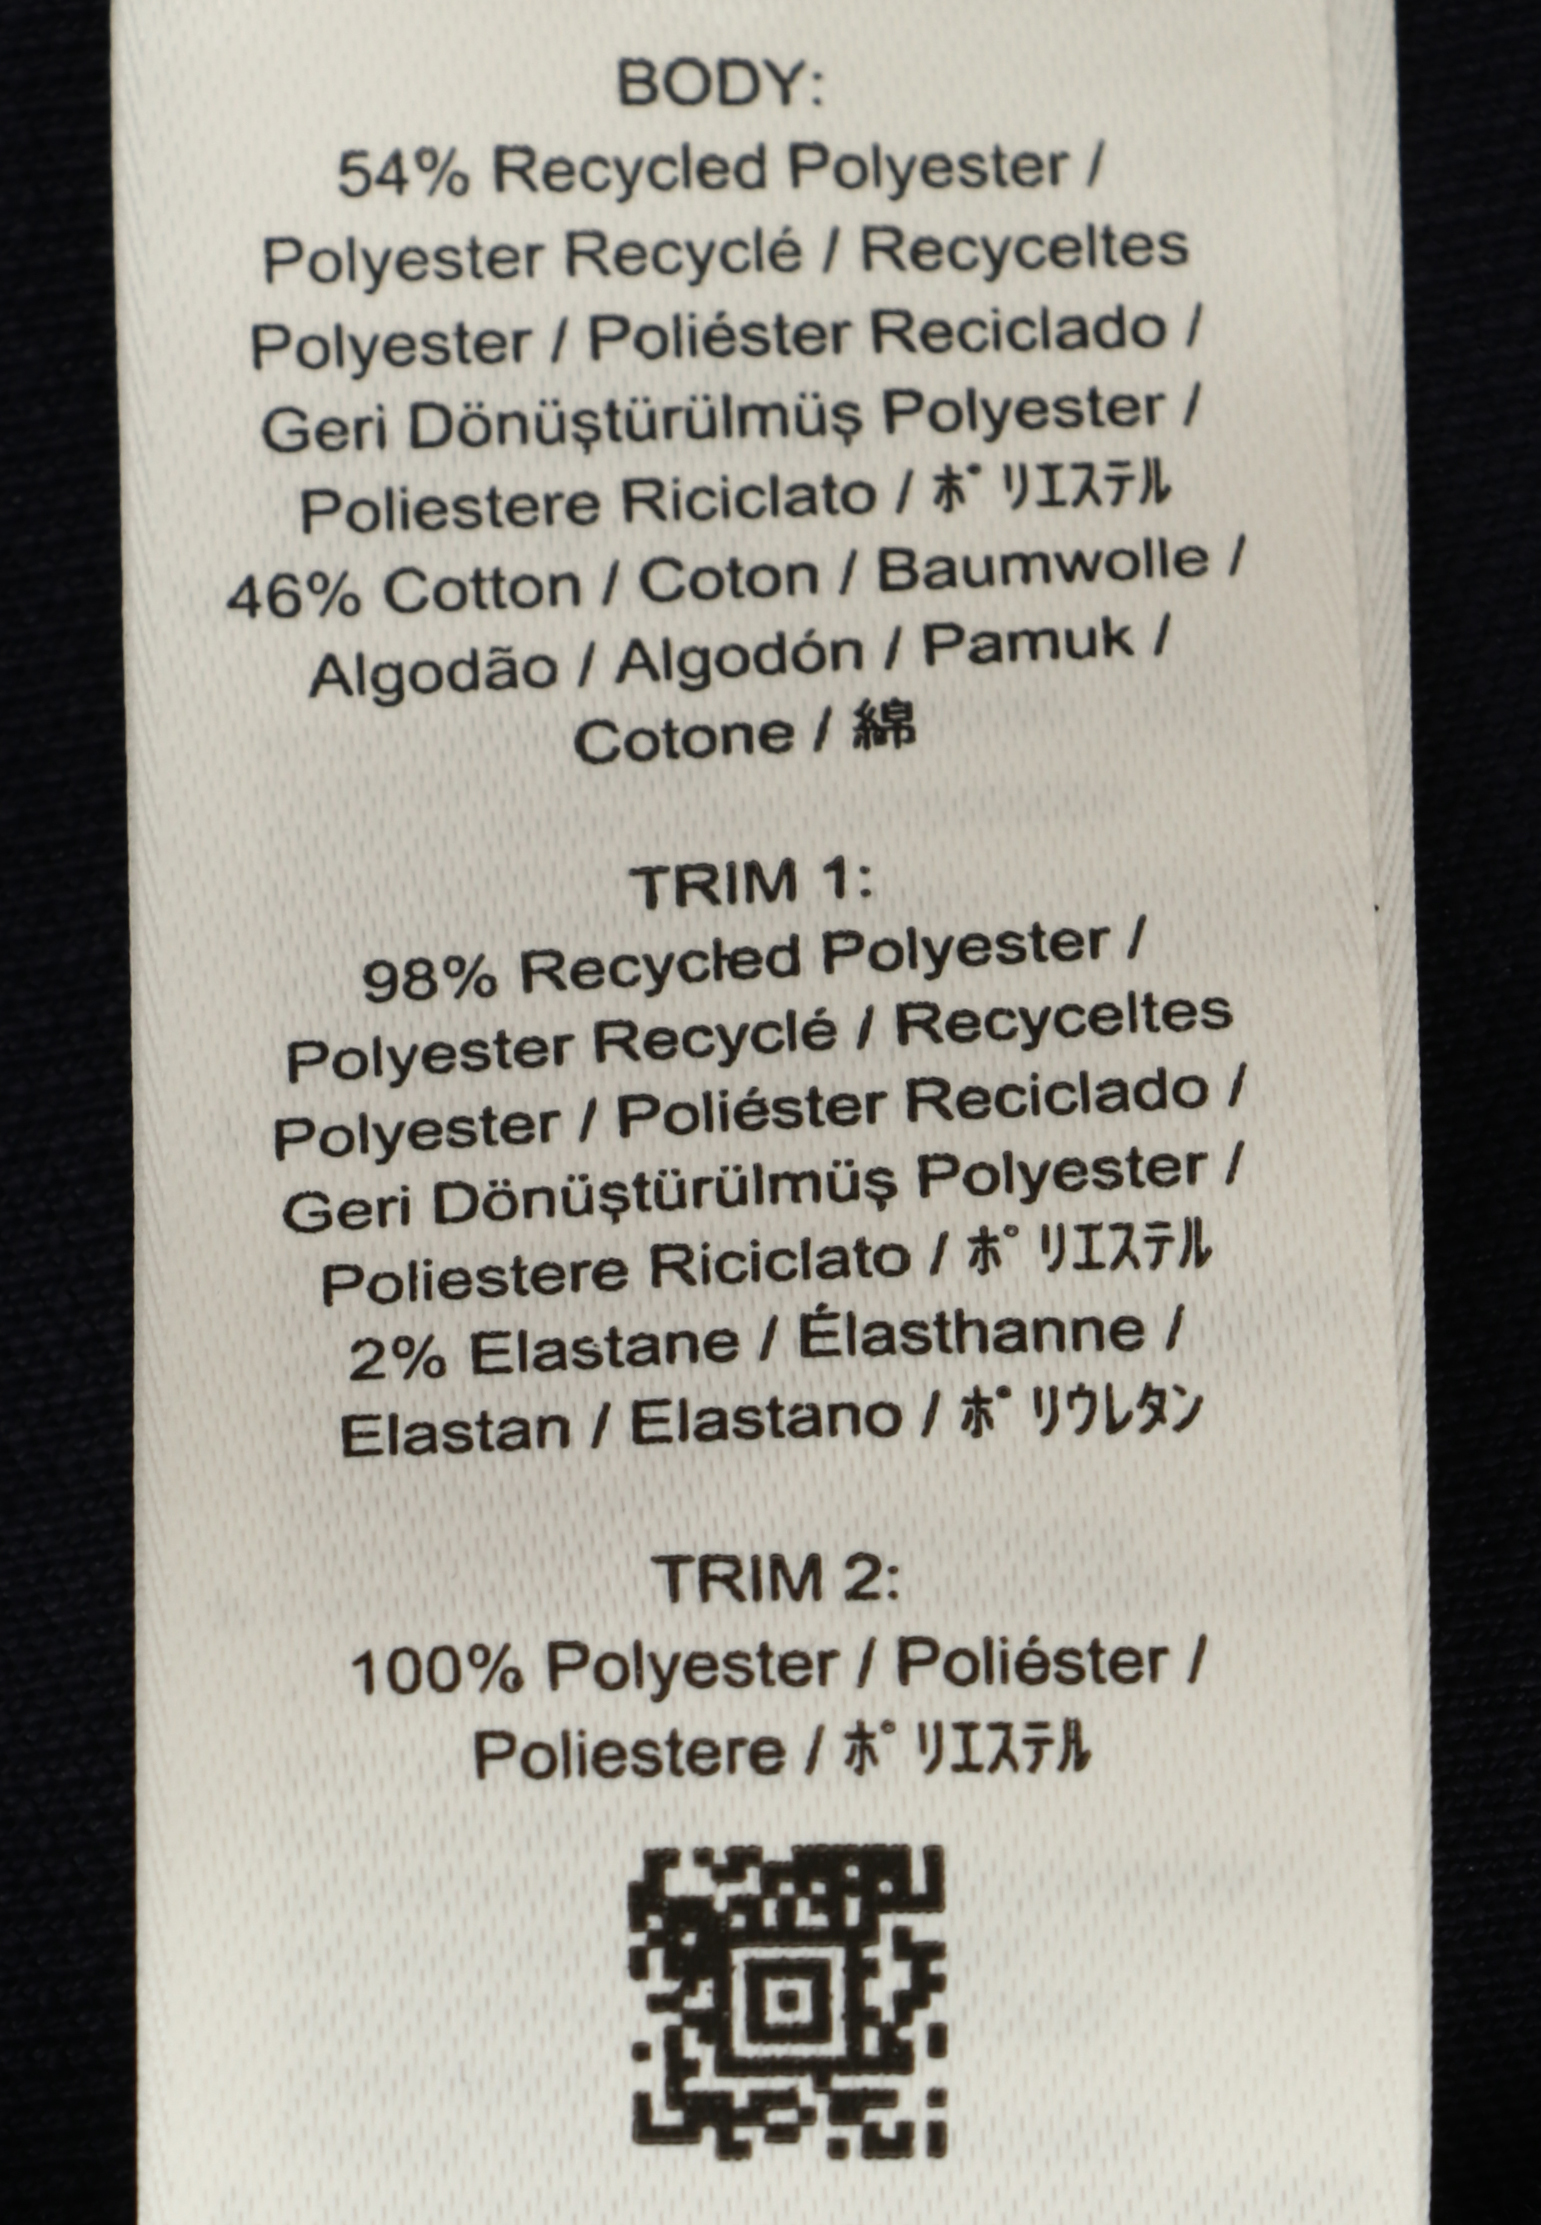 BODY:
54% Recycled Polyester /
Polyester Recyclé / Recyceltes
Polyester / Poliéster Reciclado /
Geri Dönüştürülmüş Polyester /
Poliestere Riciclato / ﾎﾟﾘｴｽﾃﾙ
46% Cotton / Coton / Baumwolle /
Algodão / Algodón / Pamuk /
Cotone / 綿
TRIM 1:
98% Recycled Polyester /
Polyester Recyclé / Recyceltes
Polyester / Poliéster Reciclado /
Geri Dönüştürülmüş Polyester /
Poliestere Riciclato / ﾎﾟﾘｴｽﾃﾙ
2% Elastane / Élasthanne /
Elastan / Elastano / ﾎﾟﾘｳﾚﾀﾝ
TRIM 2:
100% Polyester / Poliéster /
Poliestere / ﾎﾟﾘｴｽﾃﾙ